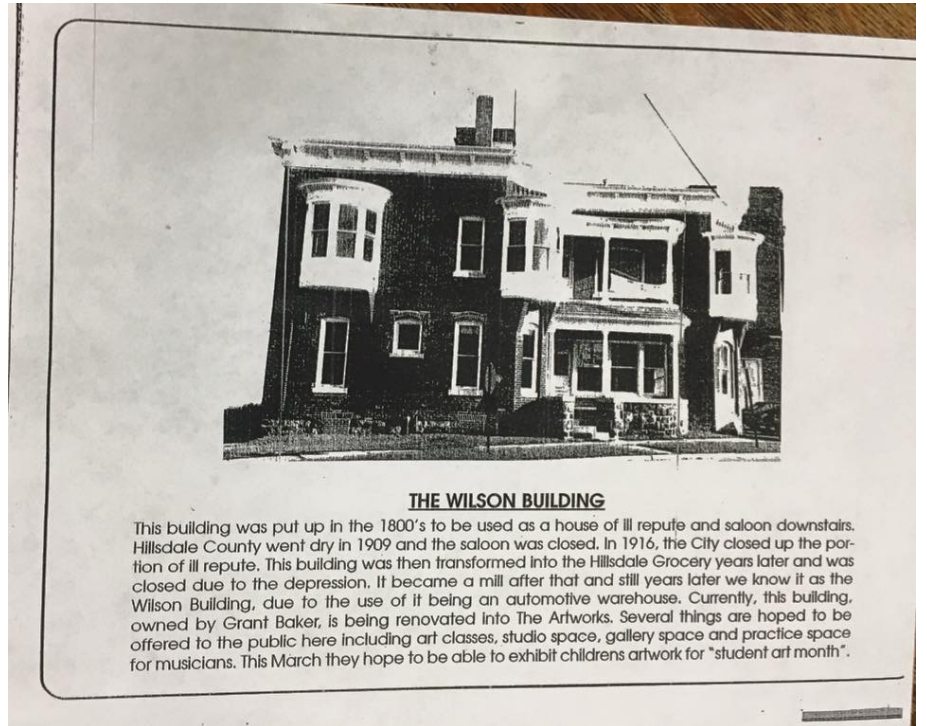 THE WILSON BUILDING
This building was put up in the 1800's to be used as a house of ill repute and saloon downstairs.
Hillsdale County went dry in 1909 and the saloon was closed. In 1916, the City closed up the por-
tion of ill repute. This building was then transformed into the Hillsdale Grocery years later and was
closed due to the depression. It became a mill after that and still years later we know it as the
Wilson Building, due to the use of it being an automotive warehouse. Currently, this building,
owned by Grant Baker, is being renovated into The Artworks. Several things are hoped to be
offered to the public here including art classes, studio space, gallery space and practice space
for musicians. This March they hope to be able to exhibit childrens artwork for "student art month".